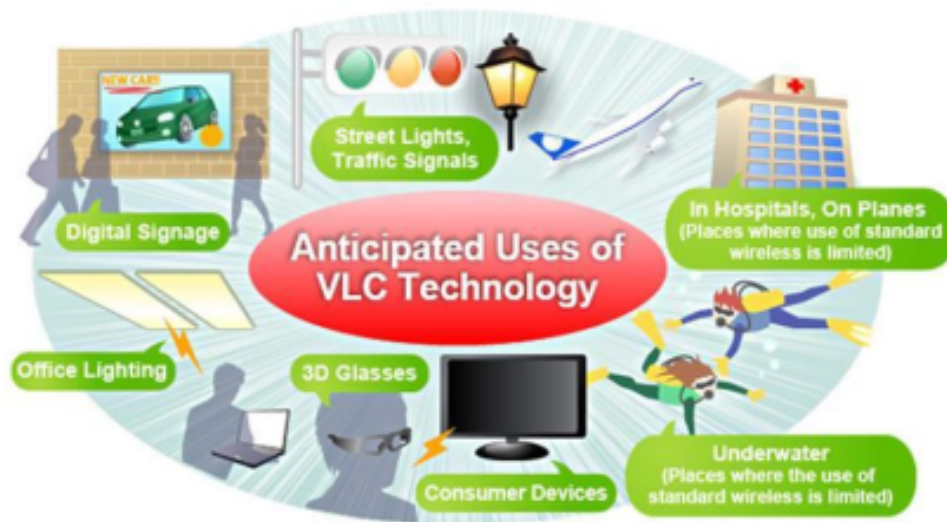 NEW CAR!!
Street Lights,
Traffic Signals
Digital Signage
In Hospitals, On Planes
(Places where use of standard
wireless is limited)
Anticipated Uses of
VLC Technology
Office Lighting
3D Glasses
Consumer Devices
Underwater
(Places where the use of
standard wireless is limited)